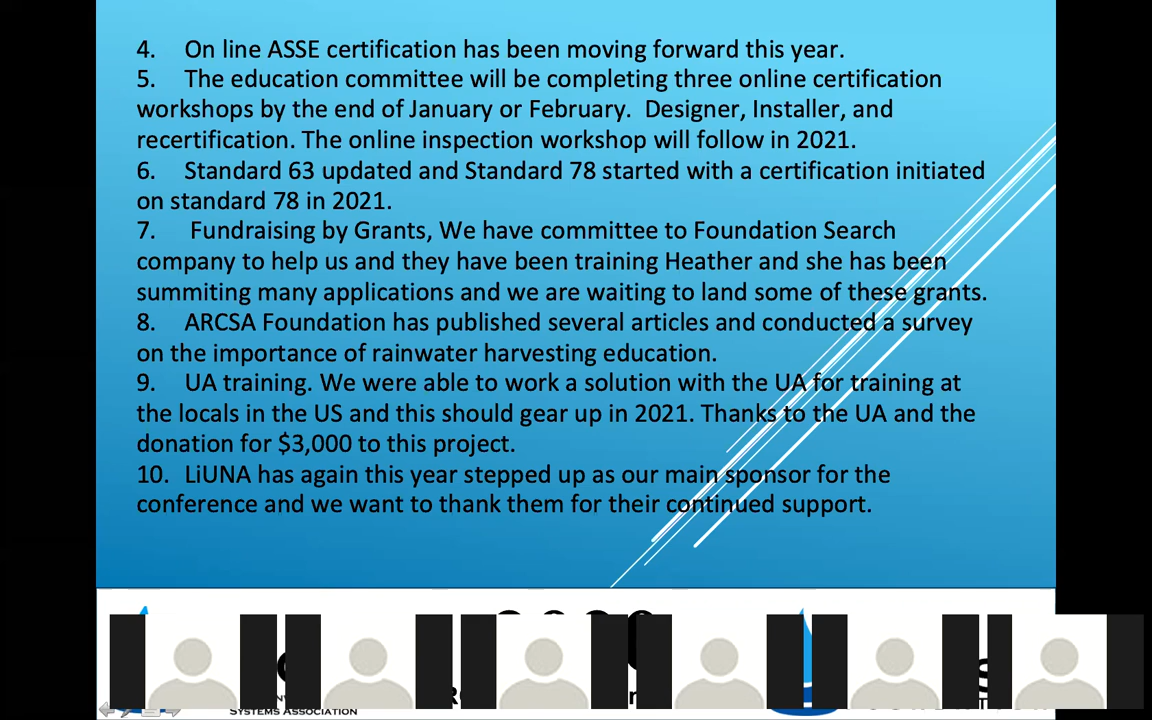 4. On line ASSE certification has been moving forward this year.
5. The education committee will be completing three online certification
workshops by the end of January or February. Designer, Installer, and
recertification. The online inspection workshop will follow in 2021.
6. Standard 63 updated and Standard 78 started with a certification initiated
on standard 78 in 2021.
7. Fundraising by Grants, We have committee to Foundation Search
company to help us and they have been training Heather and she has been
summiting many applications and we are waiting to land some of these grants.
8. ARCSA Foundation has published several articles and conducted a survey
on the importance of rainwater harvesting education.
9. UA training. We were able to work a solution with the UA for training at
the locals in the US and this should gear up in 2021. Thanks to the UA and the
donation for $3,000 to this project.
10. LiUNA has again this year stepped up as our main sponsor for the
conference and we want to thank them for their continued support.
Systems Association